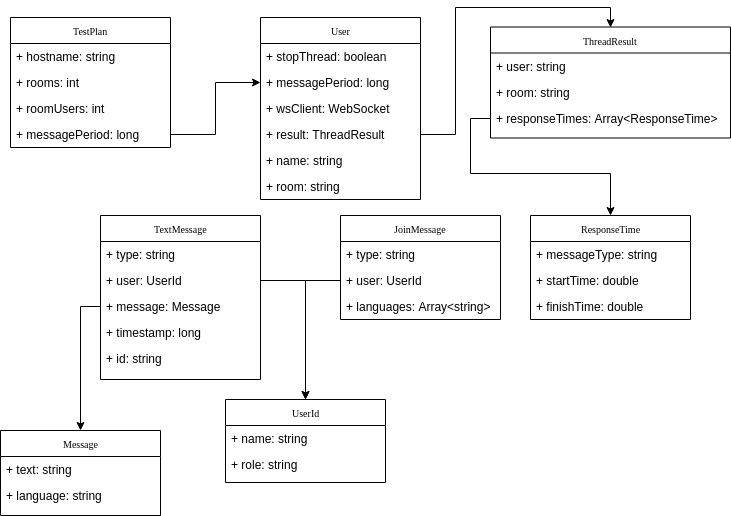 TestPlan
+ hostname: string
+ rooms: int
+ roomUsers: int
+ messagePeriod: long
User
+ stopThread: boolean
+ messagePeriod: long
+ wsClient: WebSocket
+ result: ThreadResult
+ name: string
+ room: string
ThreadResult
+ user: string
+ room: string
+ responseTimes: Array<ResponseTime>
TextMessage
+ type: string
+ user: UserId
+ message: Message
+ timestamp: long
+ id: string
JoinMessage
+ type: string
+ user: UserId
+ languages: Array<string>
ResponseTime
+ messageType: string
+ startTime: double
+ finishTime: double
UserId
+ name: string
+ role: string
Message
+ text: string
+ language: string